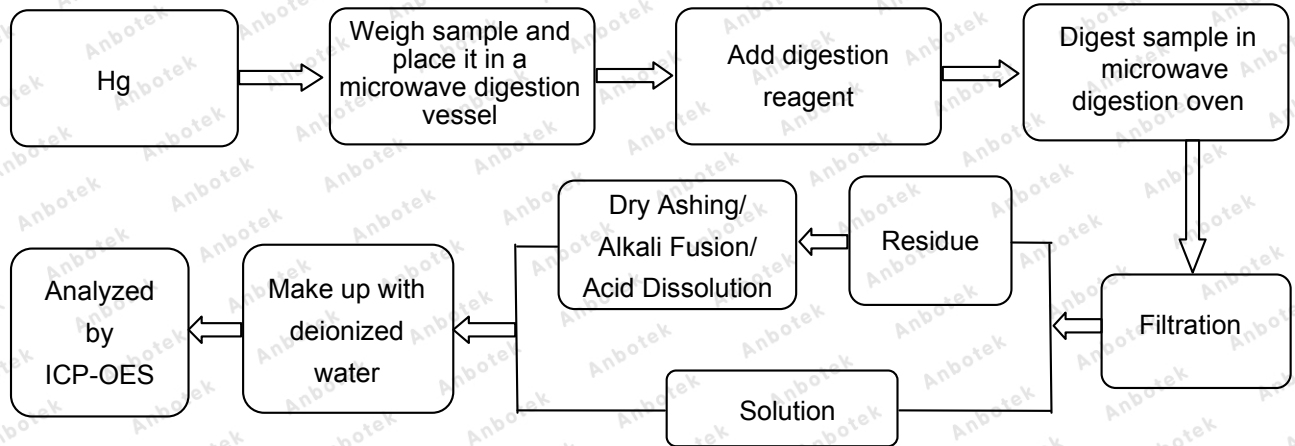 Hg
Weigh sample and
place it in a
microwave digestion
vessel
Add digestion
reagent
Digest sample in
microwave
digestion oven
Filtration
Residue
Dry Ashing/
Alkali Fusion/
Acid Dissolution
Solution
Make up with
deionized
water
Analyzed
by
ICP-OES
Anbotek